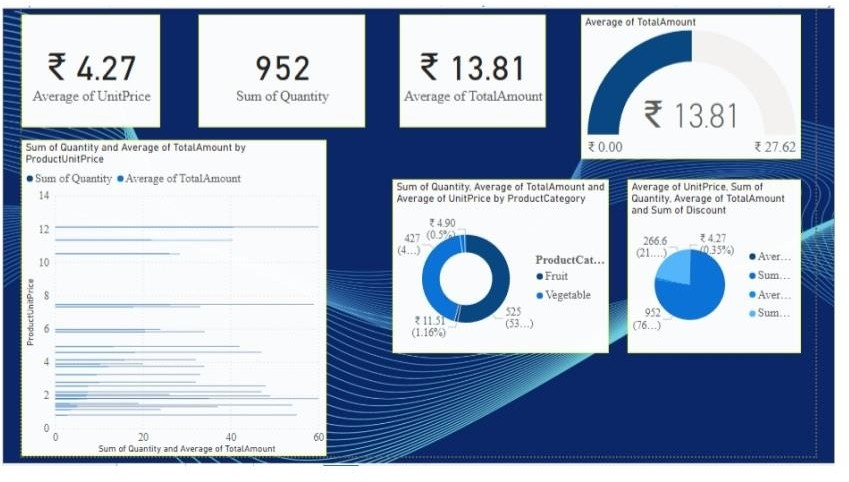 ₹ 4.27
Average of UnitPrice
952
Sum of Quantity
₹ 13.81
Average of TotalAmount
Average of TotalAmount
₹ 13.81
₹ 0.00
₹ 27.62
Sum of Quantity and Average of TotalAmount by
ProductUnitPrice
Sum of Quantity
Average of TotalAmount
14
12
10
8
6
4
2
0
ProductUnitPrice
0
20
40
60
Sum of Quantity and Average of TotalAmount
Sum of Quantity, Average of TotalAmount and
Average of UnitPrice by ProductCategory
₹ 4.90
(0.5%)
427
(4...)
₹ 11.51
(1.16%)
525
(53...)
ProductCat...
Fruit
Vegetable
Average of UnitPrice, Sum of
Quantity, Average of TotalAmount
and Sum of Discount
266.6
(21....)
₹ 4.27
(0.35%)
952
(76...)
Aver...
Sum...
Aver...
Sum...